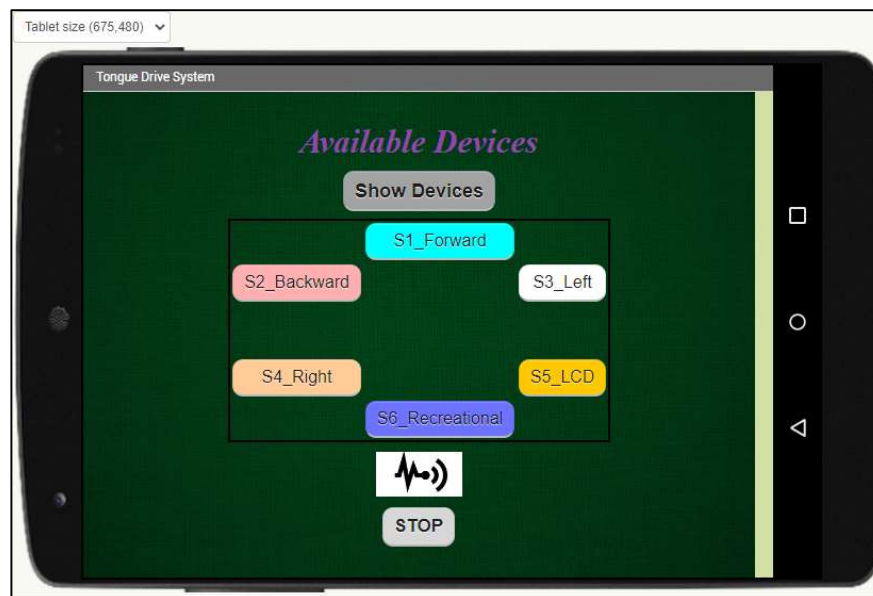 Tablet size (675,480)
Tongue Drive System
Available Devices
Show Devices
S1_Forward
S2_Backward
S3_Left
S4_Right
S5_LCD
S6_Recreational
STOP